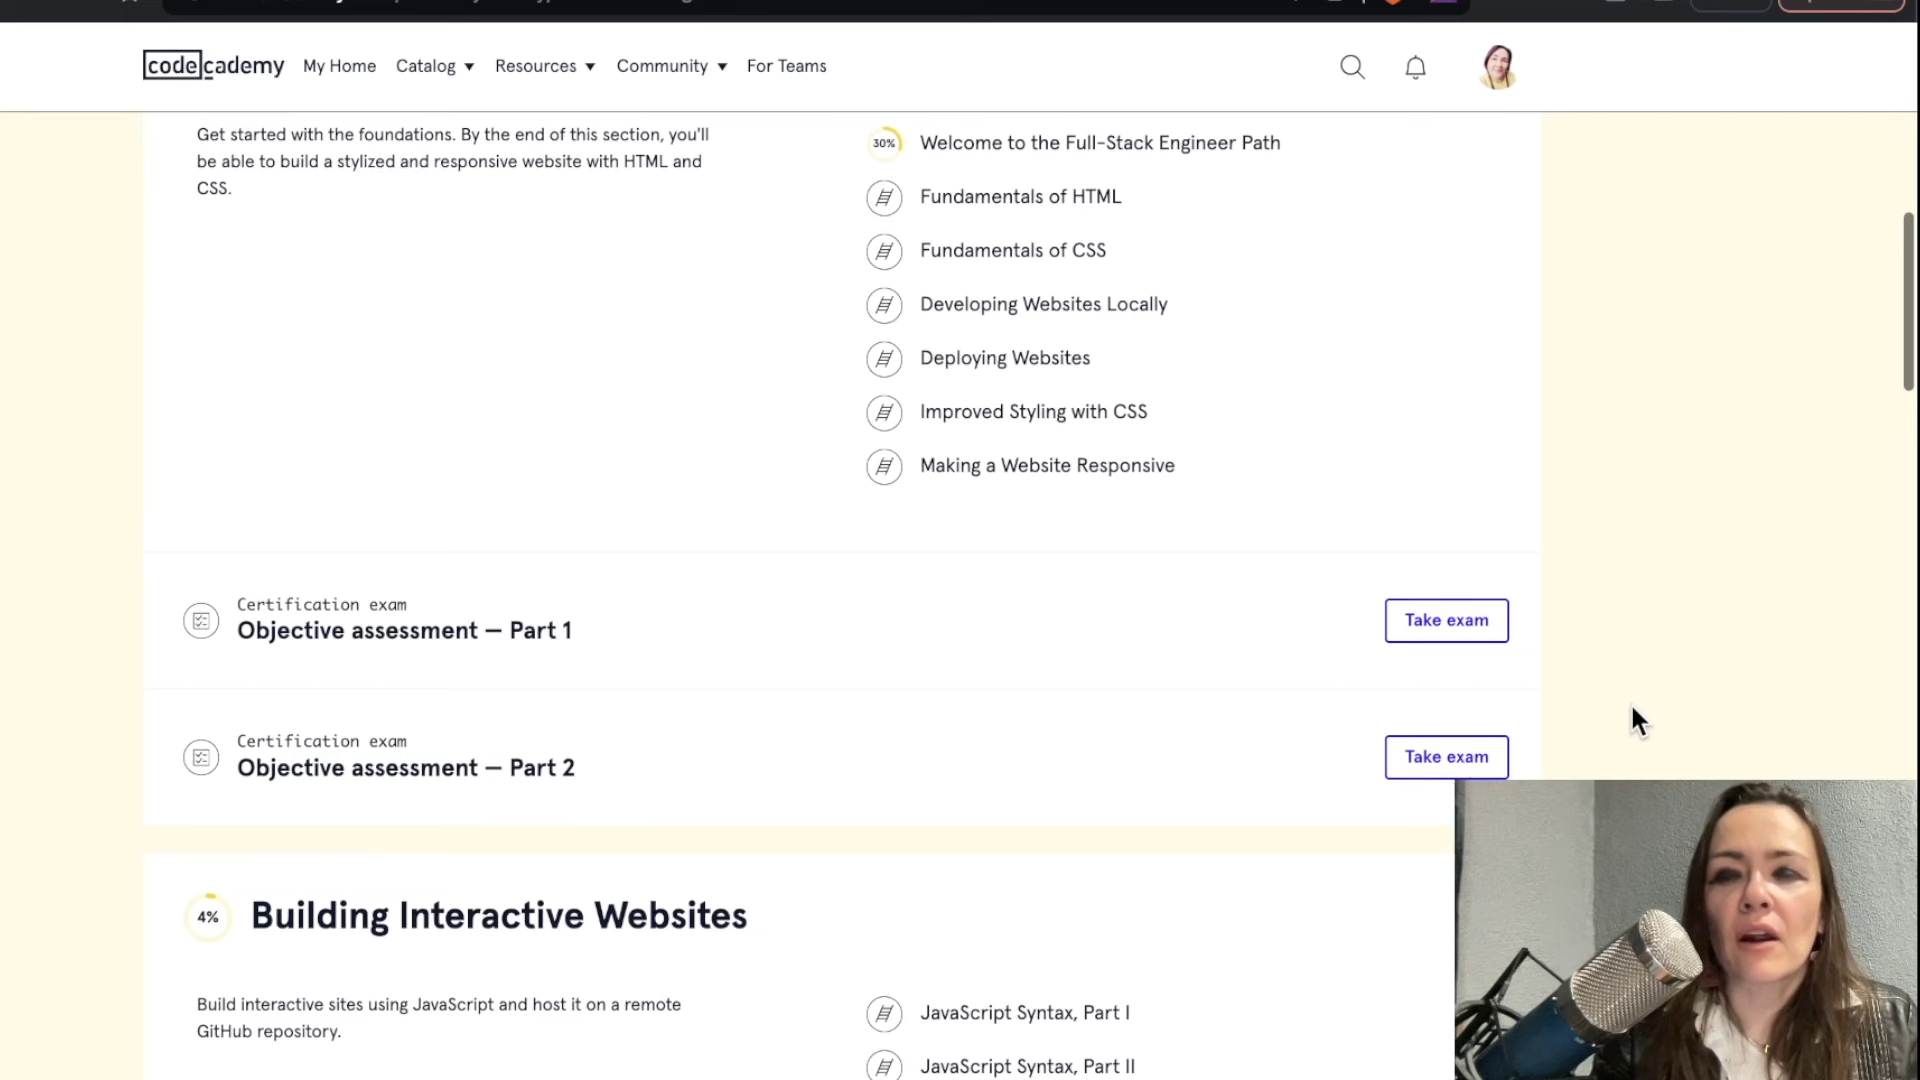 codecademy My Home Catalog Resources Community For Teams
Get started with the foundations. By the end of this section, you'll
be able to build a stylized and responsive website with HTML and
CSS.
30% Welcome to the Full-Stack Engineer Path
Fundamentals of HTML
Fundamentals of CSS
Developing Websites Locally
Deploying Websites
Improved Styling with CSS
Making a Website Responsive
Certification exam
Objective assessment — Part 1
Take exam
Certification exam
Objective assessment — Part 2
Take exam
4% Building Interactive Websites
Build interactive sites using JavaScript and host it on a remote
GitHub repository.
JavaScript Syntax, Part I
JavaScript Syntax, Part II